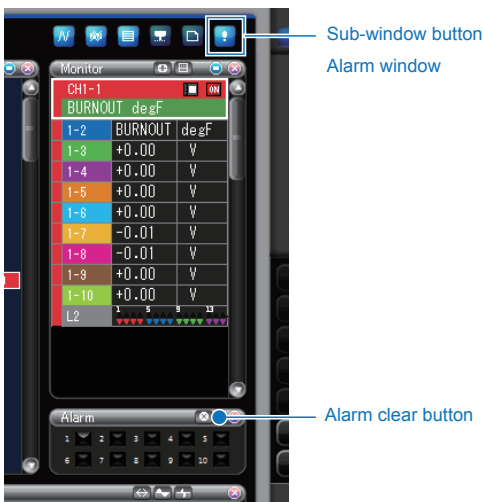 Sub-window button
Alarm window
Monitor
CH1-1 ON
BURNOUT degF
1-2 BURNOUT degF
1-3 +0.00 V
1-4 +0.00 V
1-5 +0.00 V
1-6 +0.00 V
1-7 -0.01 V
1-8 -0.01 V
1-9 +0.00 V
1-10 +0.00 V
L2 1 5 9 13
Alarm
Alarm clear button
1 2 3 4 5
6 7 8 9 10